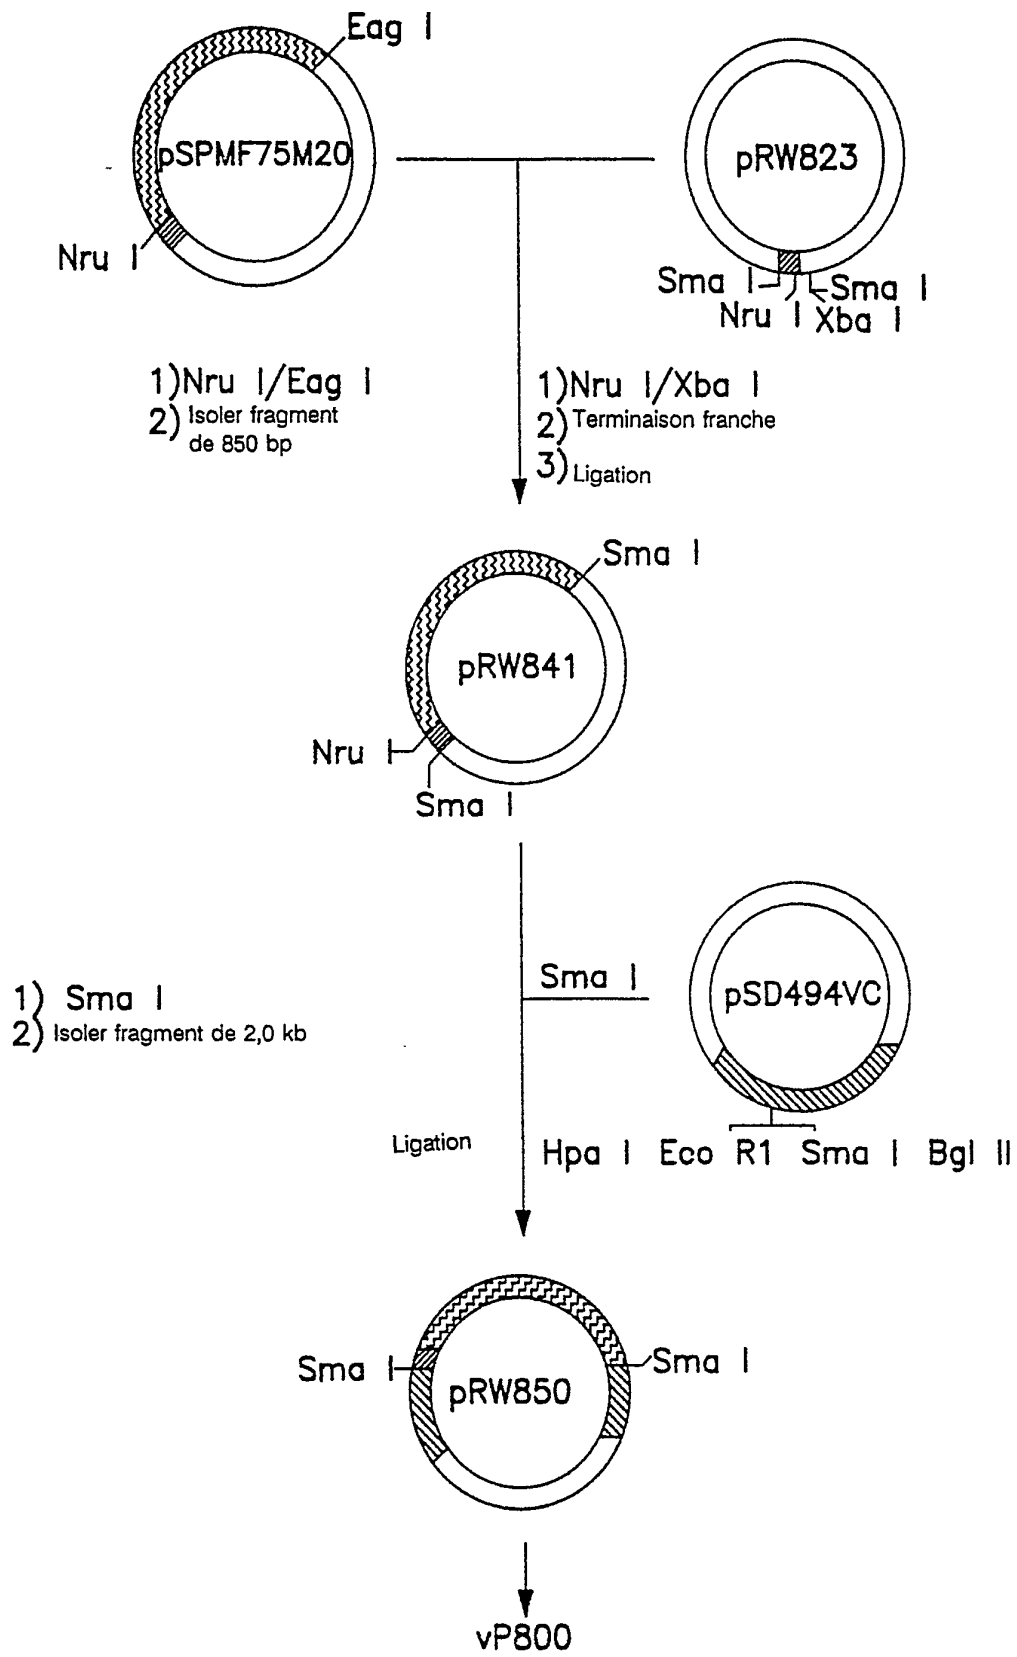 Eag I
pSPMF75M20
pRW823
Nru I
Sma I
Sma I
Nru I
Xba I
1)Nru I/Eag I
2) Isoler fragment
de 850 bp
1)Nru I/Xba I
2) Terminaison franche
3) Ligation
Sma I
pRW841
Nru I
Sma I
Sma I
pSD494VC
1) Sma I
2) Isoler fragment de 2,0 kb
Ligation
Hpa I Eco R1 Sma I Bgl II
Sma I
Sma I
pRW850
vP800